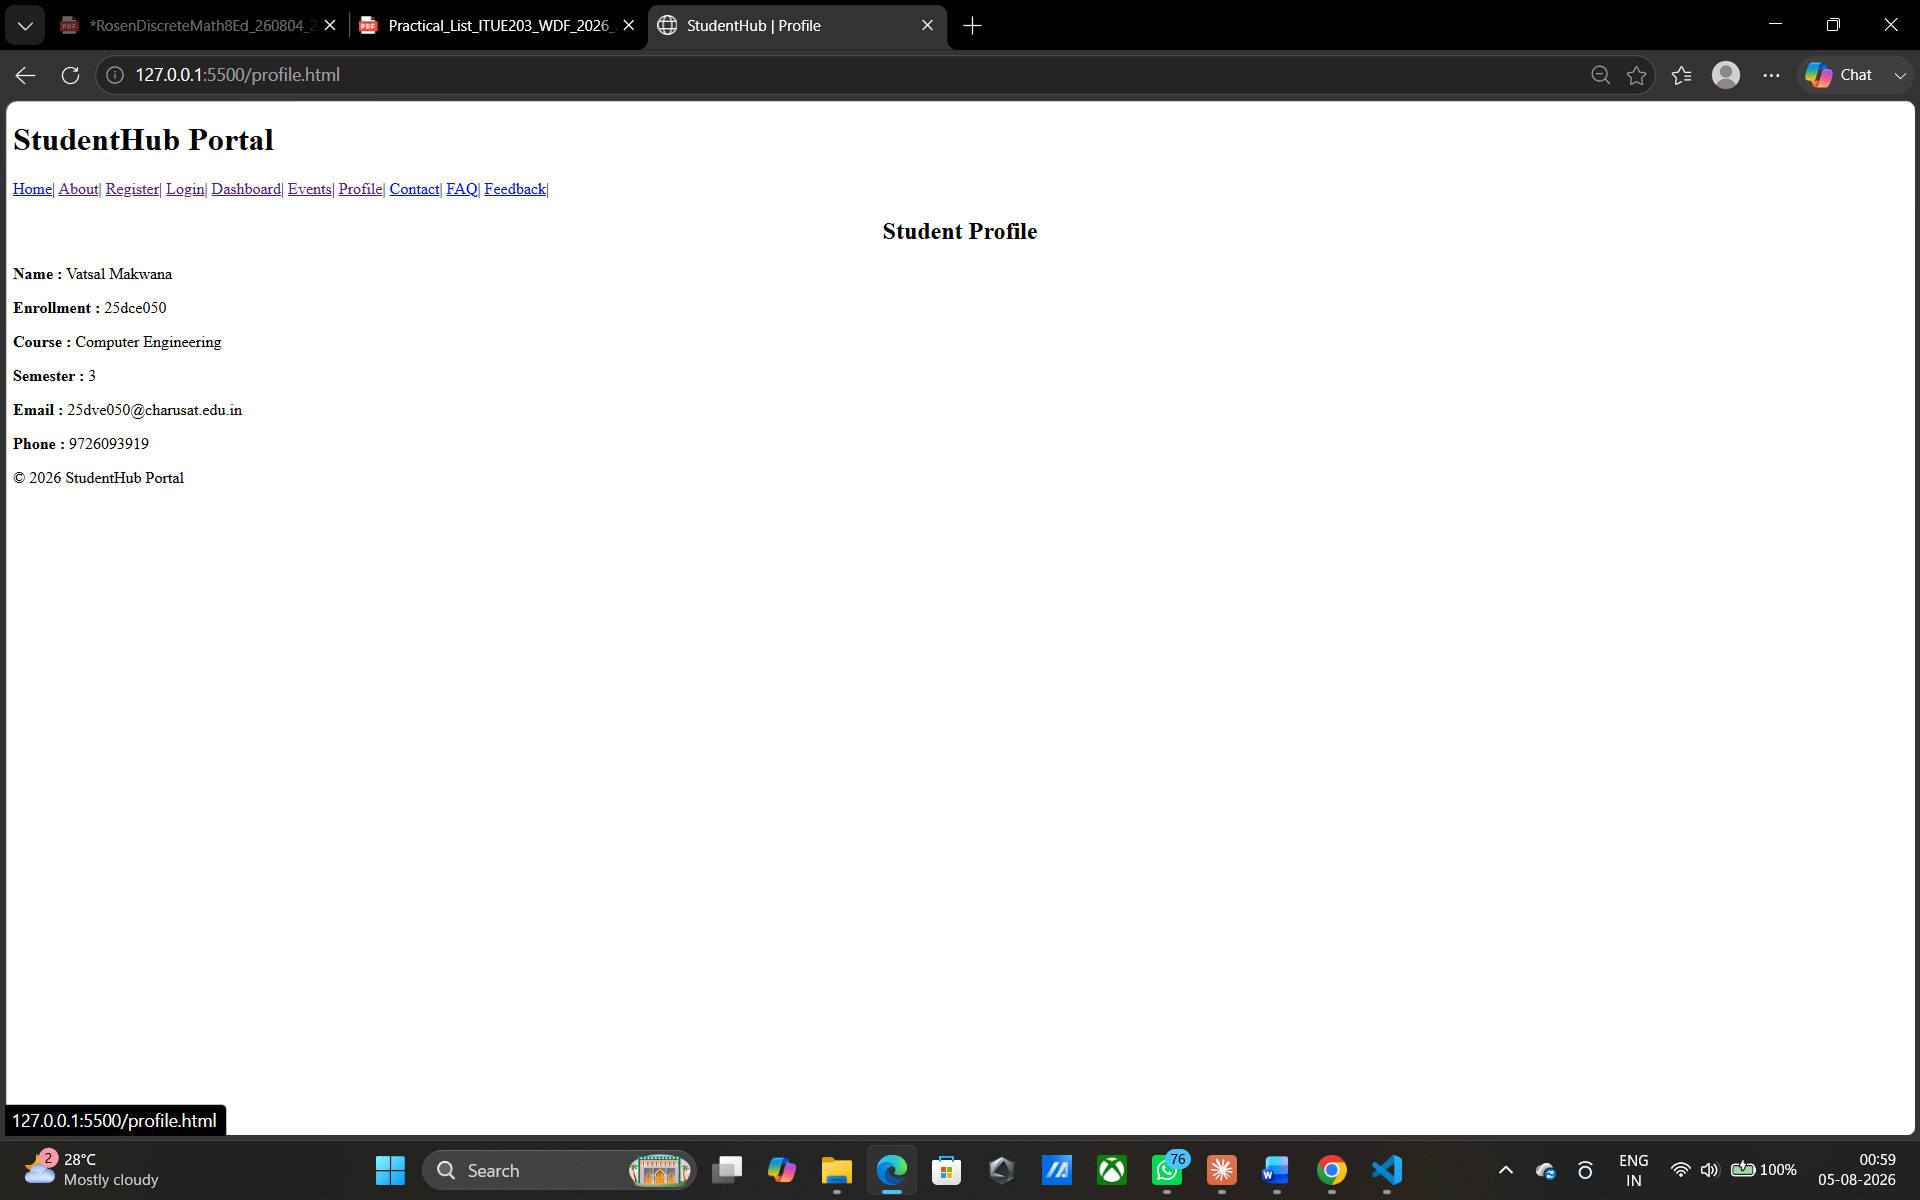 *RosenDiscreteMath8Ed_260804_2
Practical_List_ITUE203_WDF_2026_
StudentHub | Profile
127.0.0.1:5500/profile.html
Chat
StudentHub Portal
Home| About| Register| Login| Dashboard| Events| Profile| Contact| FAQ| Feedback|
Student Profile
Name : Vatsal Makwana
Enrollment : 25dce050
Course : Computer Engineering
Semester : 3
Email : 25dve050@charusat.edu.in
Phone : 9726093919
© 2026 StudentHub Portal
127.0.0.1:5500/profile.html
2
28°C
Mostly cloudy
Search
76
ENG
IN
100%
00:59
05-08-2026